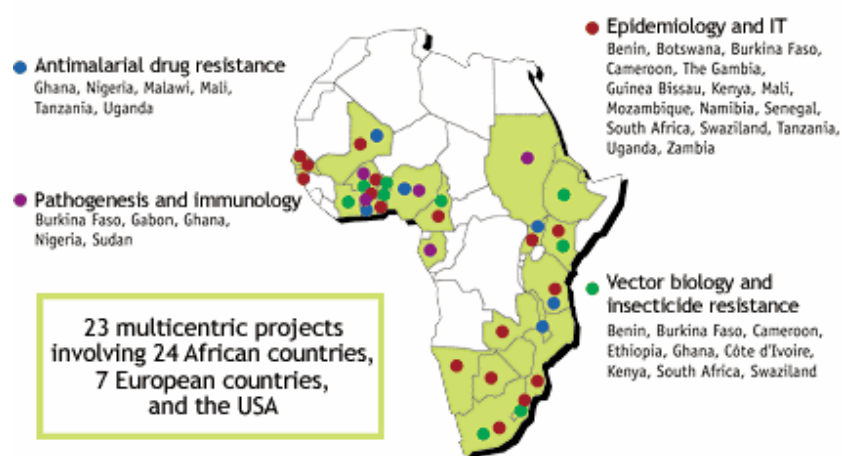 Antimalarial drug resistance
Ghana, Nigeria, Malawi, Mali,
Tanzania, Uganda
Pathogenesis and immunology
Burkina Faso, Gabon, Ghana,
Nigeria, Sudan
23 multicentric projects
involving 24 African countries,
7 European countries,
and the USA
Epidemiology and IT
Benin, Botswana, Burkina Faso,
Cameroon, The Gambia,
Guinea Bissau, Kenya, Mali,
Mozambique, Namibia, Senegal,
South Africa, Swaziland, Tanzania,
Uganda, Zambia
Vector biology and
insecticide resistance
Benin, Burkina Faso, Cameroon,
Ethiopia, Ghana, Côte d'Ivoire,
Kenya, South Africa, Swaziland